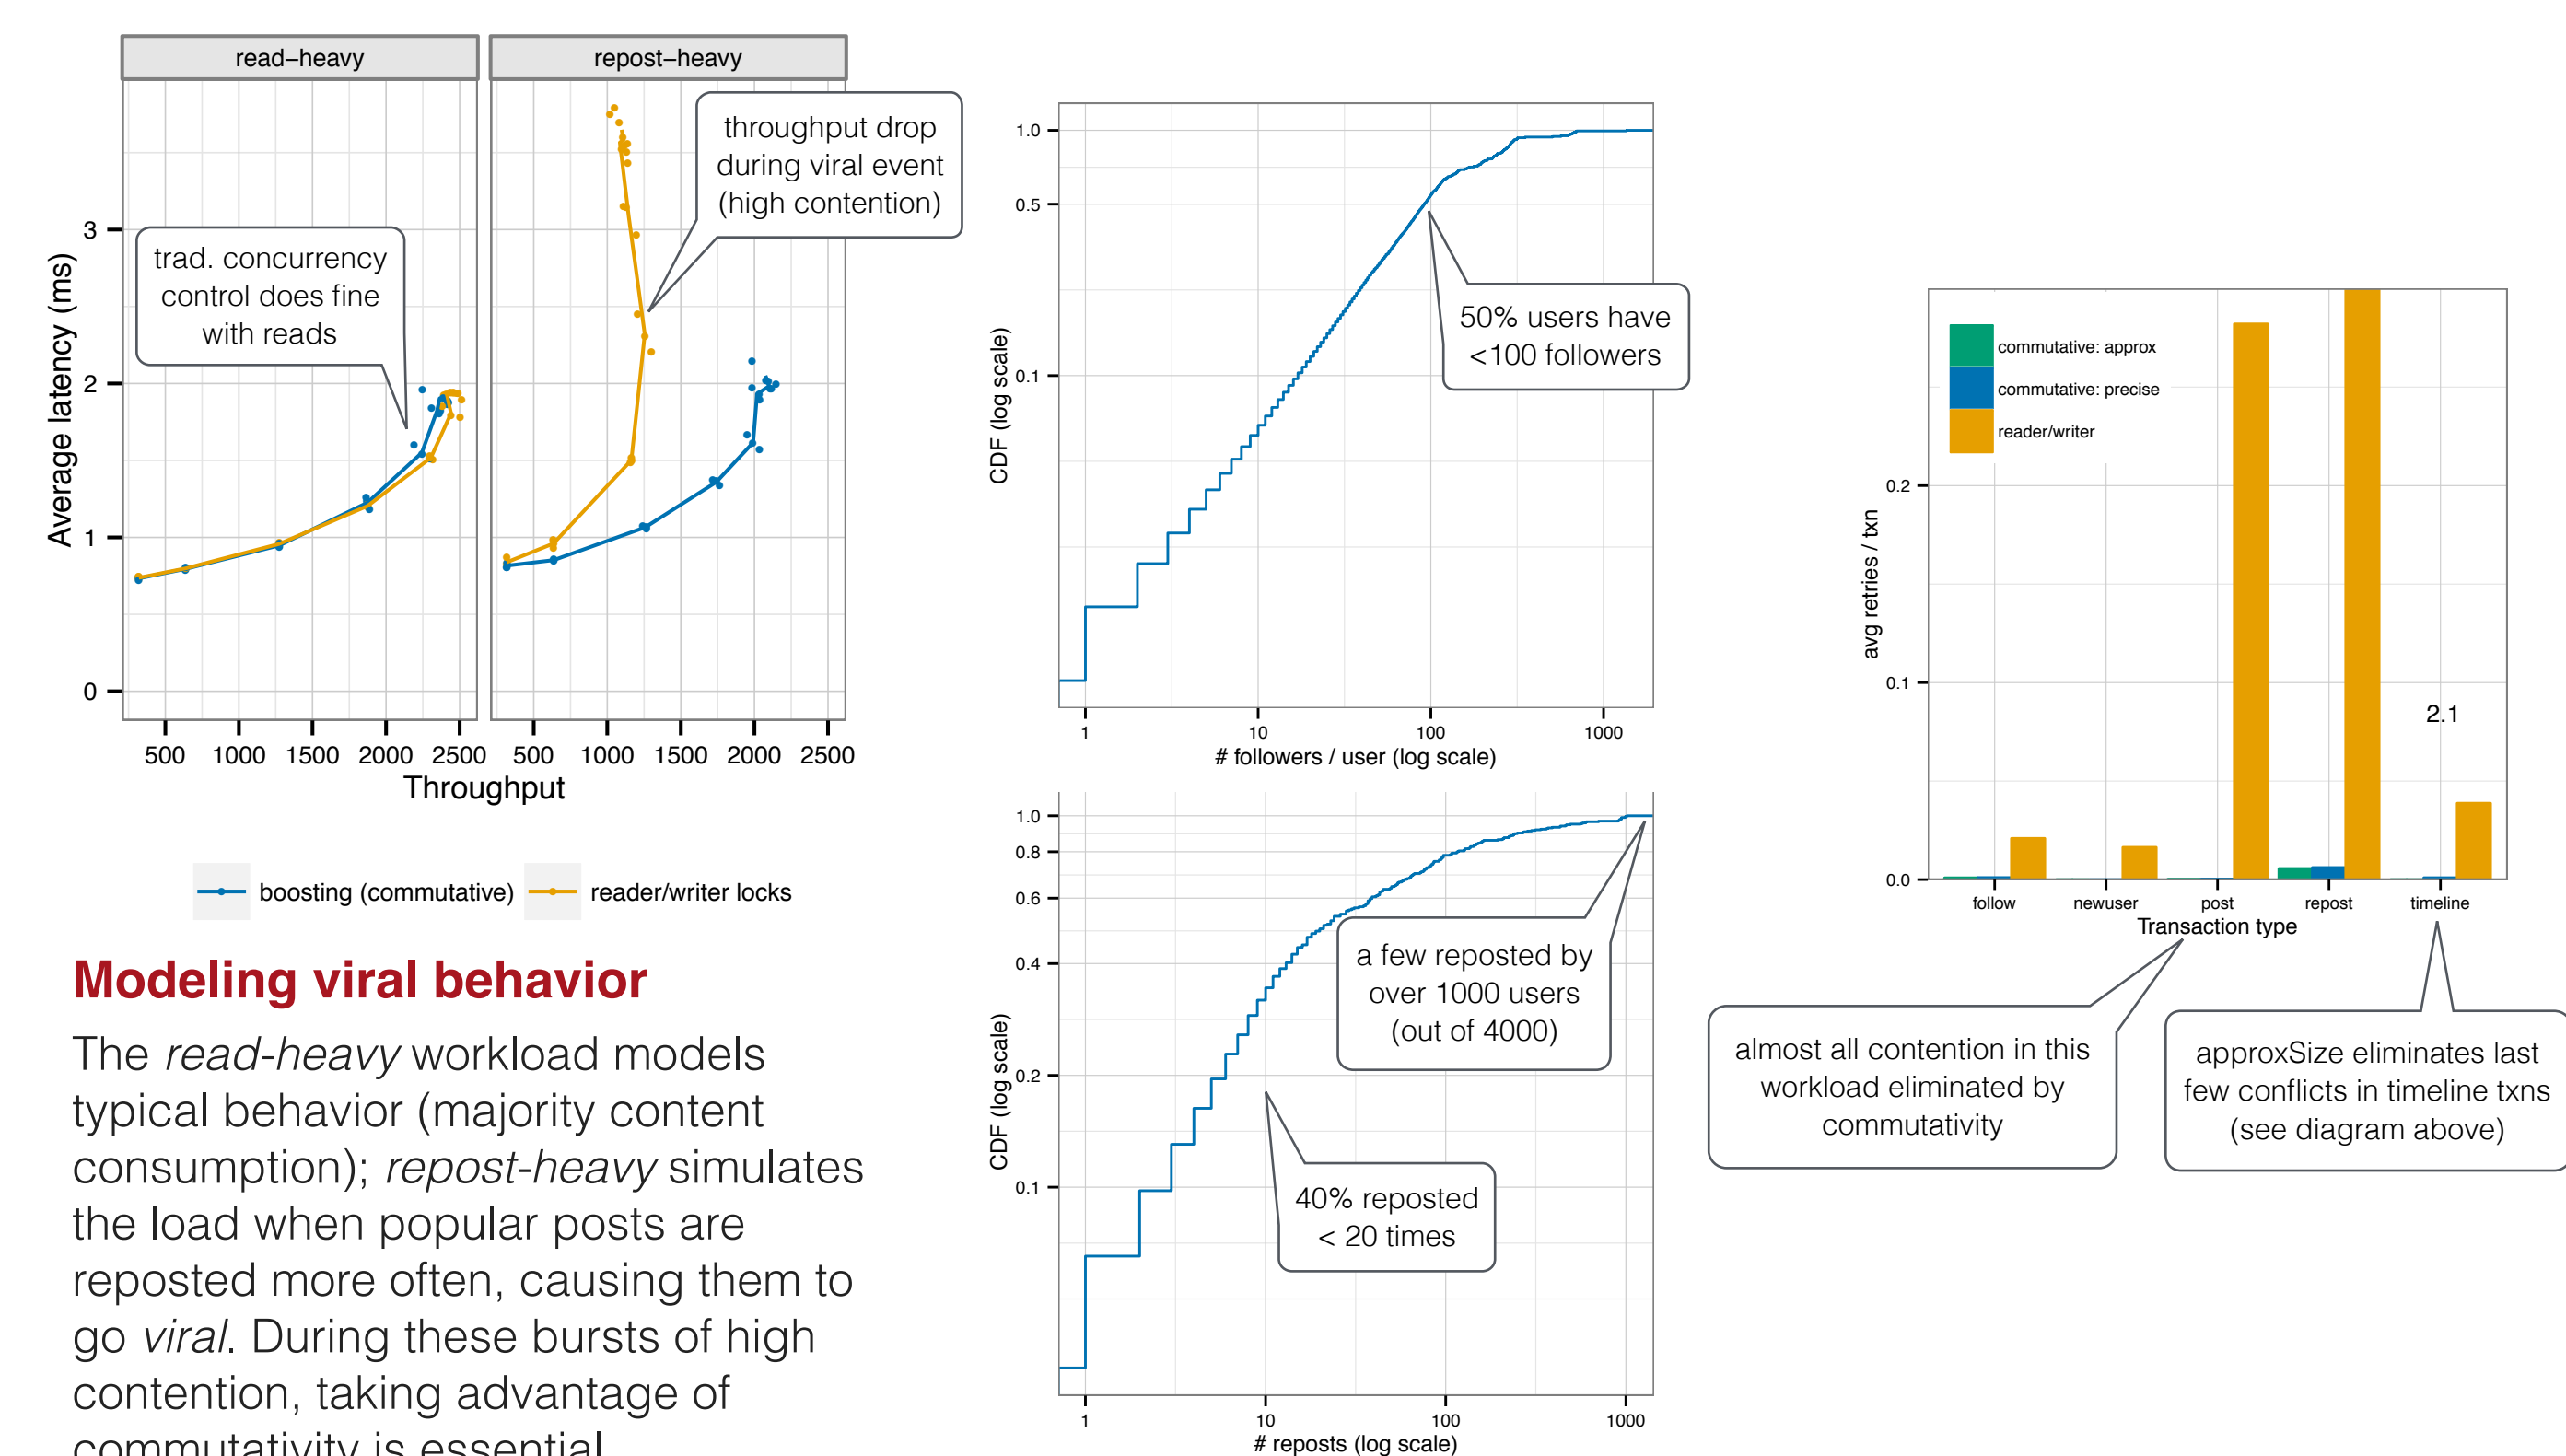 read-heavy
repost-heavy
Average latency (ms)
3
2
1
0
trad. concurrency
control does fine
with reads
throughput drop
during viral event
(high contention)
500 1000 1500 2000 2500
500 1000 1500 2000 2500
Throughput
boosting (commutative)
reader/writer locks
Modeling viral behavior
The read-heavy workload models
typical behavior (majority content
consumption); repost-heavy simulates
the load when popular posts are
reposted more often, causing them to
go viral. During these bursts of high
contention, taking advantage of
commutativity is essential
CDF (log scale)
1.0
0.5
0.1
50% users have
<100 followers
1 10 100 1000
# followers / user (log scale)
CDF (log scale)
1.0
0.8
0.6
0.4
0.2
0.1
a few reposted by
over 1000 users
(out of 4000)
40% reposted
< 20 times
1 10 100 1000
# reposts (log scale)
avg retries / txn
0.2
0.1
0.0
commutative: approx
commutative: precise
reader/writer
2.1
follow newuser post repost timeline
Transaction type
almost all contention in this
workload eliminated by
commutativity
approxSize eliminates last
few conflicts in timeline txns
(see diagram above)